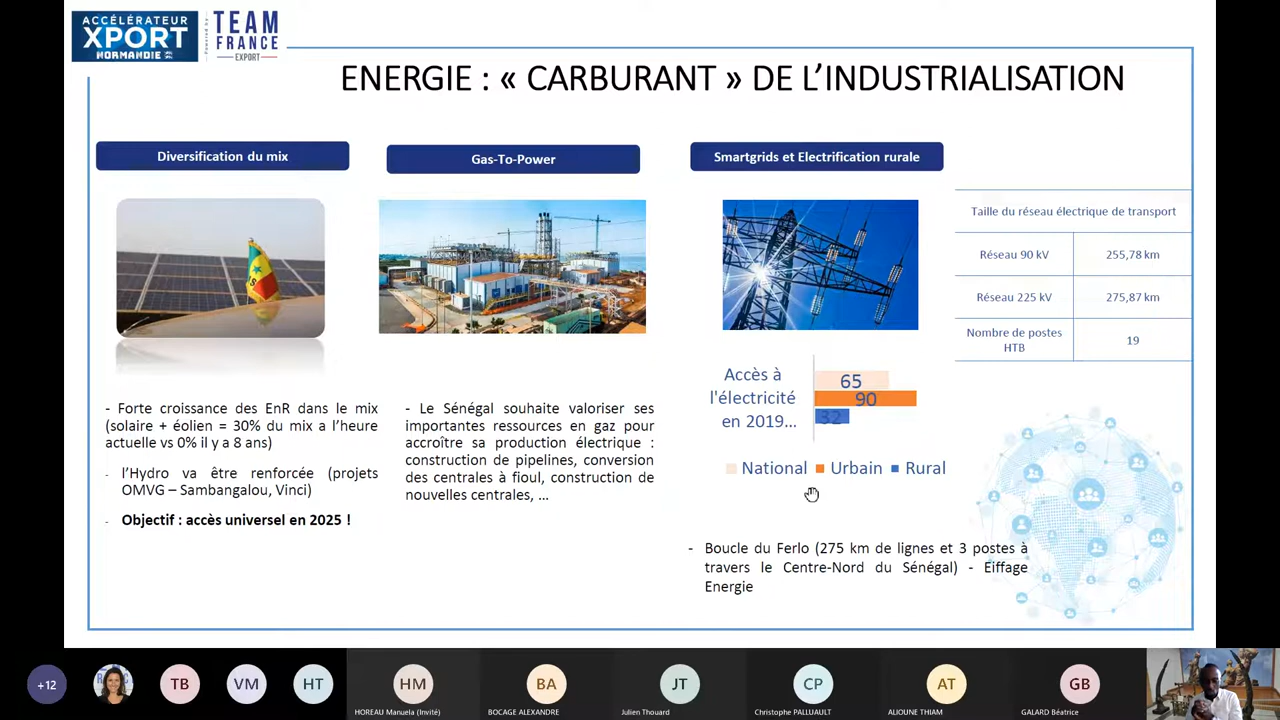 ACCÉLÉRATEUR
XPORT
NORMANDIE
Powered by
TEAM
FRANCE
EXPORT
ENERGIE : « CARBURANT » DE L’INDUSTRIALISATION
Diversification du mix
- Forte croissance des EnR dans le mix
(solaire + éolien = 30% du mix a l’heure
actuelle vs 0% il y a 8 ans)
- l’Hydro va être renforcée (projets
OMVG – Sambangalou, Vinci)
- Objectif : accès universel en 2025 !
Gas-To-Power
- Le Sénégal souhaite valoriser ses
importantes ressources en gaz pour
accroître sa production électrique :
construction de pipelines, conversion
des centrales à fioul, construction de
nouvelles centrales, ...
Smartgrids et Electrification rurale
Accès à
l'électricité
en 2019...
65
90
32
National Urbain Rural
- Boucle du Ferlo (275 km de lignes et 3 postes à
travers le Centre-Nord du Sénégal) - Eiffage
Energie
Taille du réseau électrique de transport
Réseau 90 kV 255,78 km
Réseau 225 kV 275,87 km
Nombre de postes
HTB 19
+12
TB
VM
HT
HM
BA
JT
CP
AT
GB
HOREAU Manuela (Invité)
BOCAGE ALEXANDRE
Julien Thouard
Christophe PALLUAULT
ALIOUNE THIAM
GALARD Béatrice